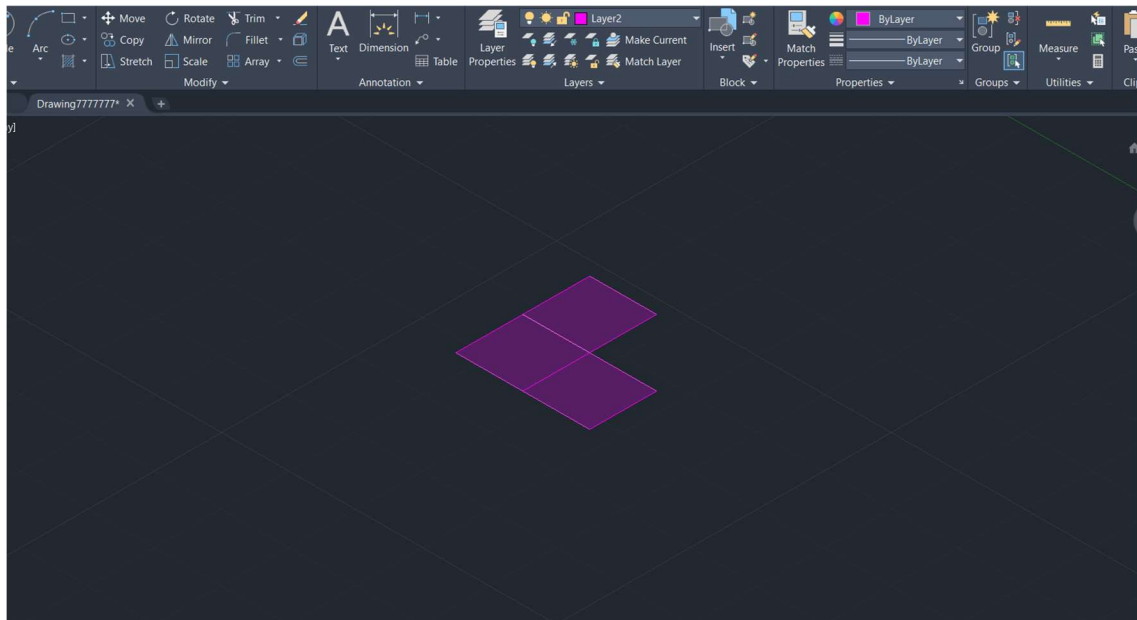 Move Rotate Trim Layer2 ByLayer
Arc Copy Mirror Fillet Text Dimension Layer Properties Make Current Insert Match Properties ByLayer Group Measure
Stretch Scale Array Table Match Layer ByLayer
Modify Annotation Layers Block Properties Groups Utilities
Drawing7777777*
y]